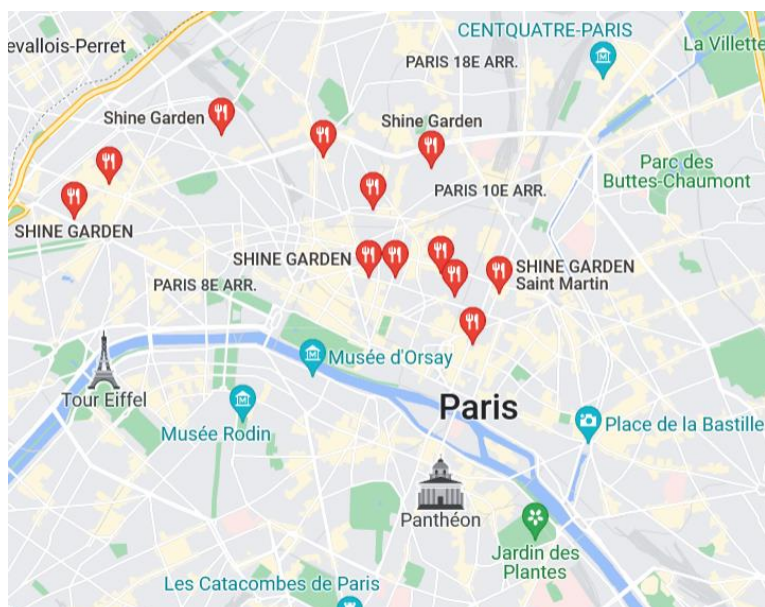 CENTQUATRE-PARIS
evallois-Perret
La Villette
PARIS 18E ARR.
Shine Garden
Shine Garden
Parc des
Buttes-Chaumont
PARIS 10E ARR.
SHINE GARDEN
SHINE GARDEN
SHINE GARDEN
Saint Martin
PARIS 8E ARR.
Musée d'Orsay
Tour Eiffel
Paris
Musée Rodin
Place de la Bastille
Panthéon
Jardin des
Plantes
Les Catacombes de Paris